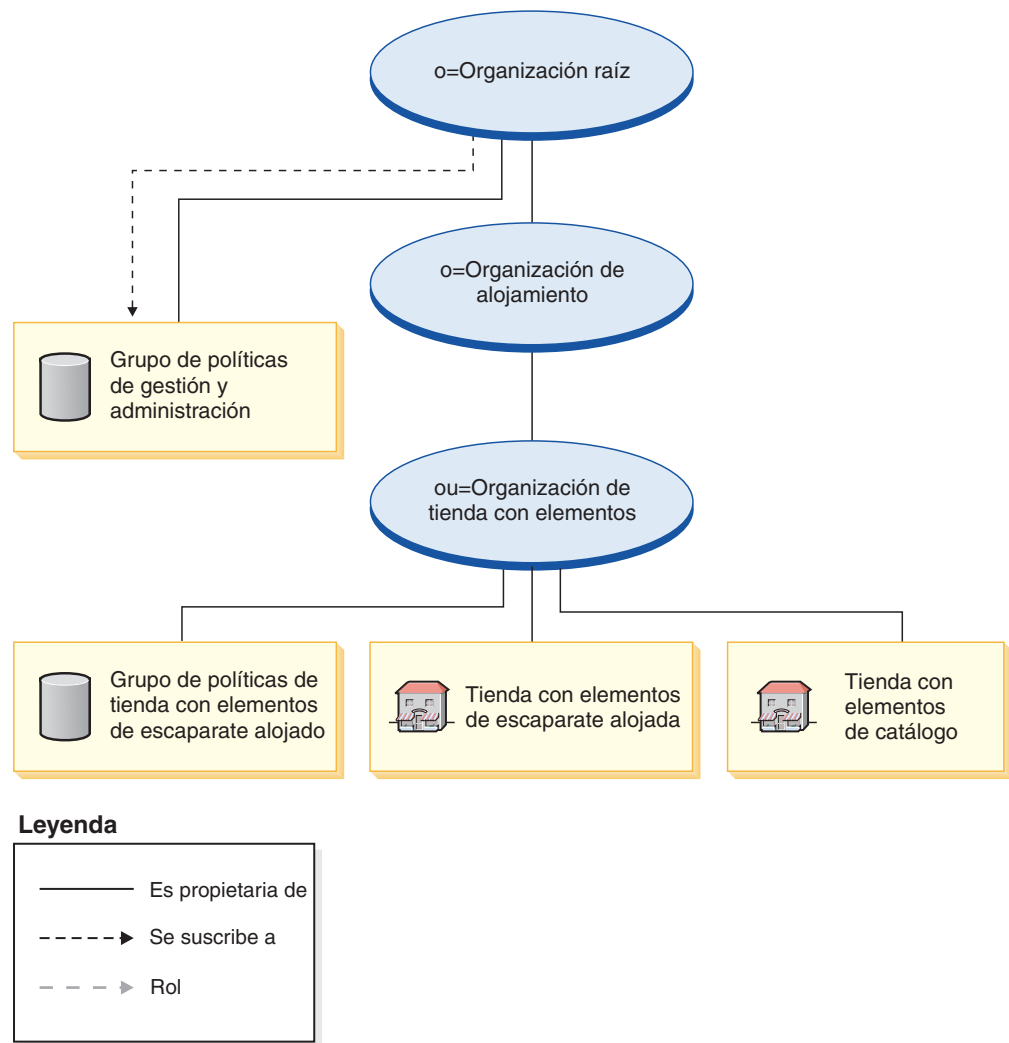 o=Organización raíz
o=Organización de
alojamiento
Grupo de políticas
de gestión y
administración
ou=Organización de
tienda con elementos
Grupo de políticas de
tienda con elementos
de escaparate alojado
Tienda con elementos
de escaparate alojada
Tienda con
elementos
de catálogo
Leyenda
Es propietaria de
Se suscribe a
Rol